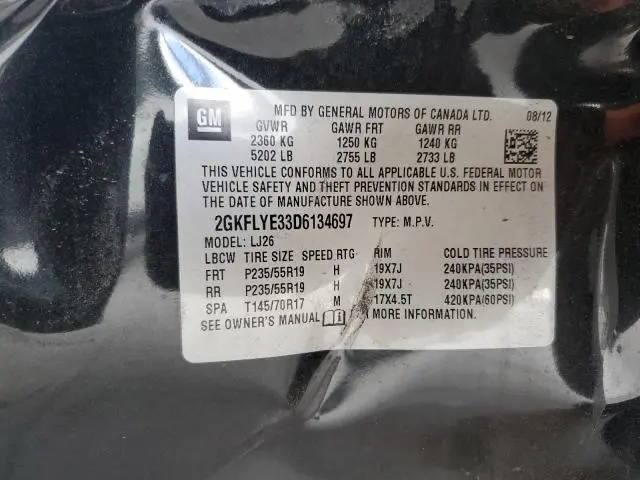 GM
MFD BY GENERAL MOTORS OF CANADA LTD. 08/12
GVWR GAWR FRT GAWR RR
2360 KG 1250 KG 1240 KG
5202 LB 2755 LB 2733 LB
THIS VEHICLE CONFORMS TO ALL APPLICABLE U.S. FEDERAL MOTOR
VEHICLE SAFETY AND THEFT PREVENTION STANDARDS IN EFFECT ON
THE DATE OF MANUFACTURE SHOWN ABOVE.
2GKFLYE33D6134697 TYPE: M.P.V.
MODEL: LJ26
LBCW TIRE SIZE SPEED RTG RIM COLD TIRE PRESSURE
FRT P235/55R19 H 19X7J 240KPA(35PSI)
RR P235/55R19 H 19X7J 240KPA(35PSI)
SPA T145/70R17 M 17X4.5T 420KPA(60PSI)
SEE OWNER'S MANUAL FOR MORE INFORMATION.